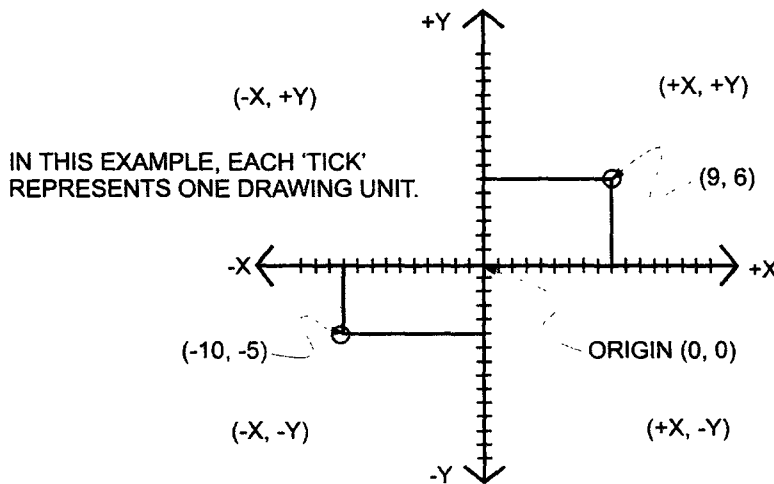 +Y
(-X, +Y)
(+X, +Y)
IN THIS EXAMPLE, EACH 'TICK'
REPRESENTS ONE DRAWING UNIT.
(9, 6)
-X
+X
(-10, -5)
ORIGIN (0, 0)
(-X, -Y)
(+X, -Y)
-Y